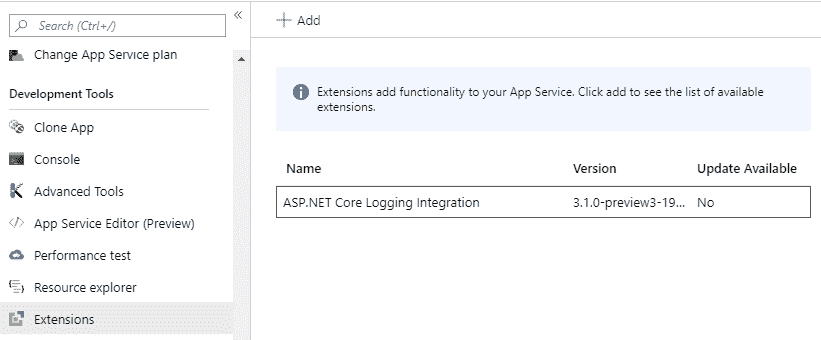 Search (Ctrl+/)
«
Change App Service plan
Development Tools
Clone App
Console
Advanced Tools
App Service Editor (Preview)
Performance test
Resource explorer
Extensions
+ Add
Extensions add functionality to your App Service. Click add to see the list of available
extensions.
Name Version Update Available
ASP.NET Core Logging Integration 3.1.0-preview3-19... No